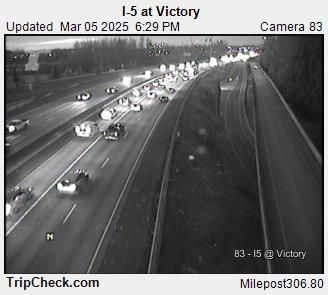 I-5 at Victory
Updated Mar 05 2025 6:29 PM Camera 83
N
83 - I5 @ Victory
TripCheck.com Milepost306.80